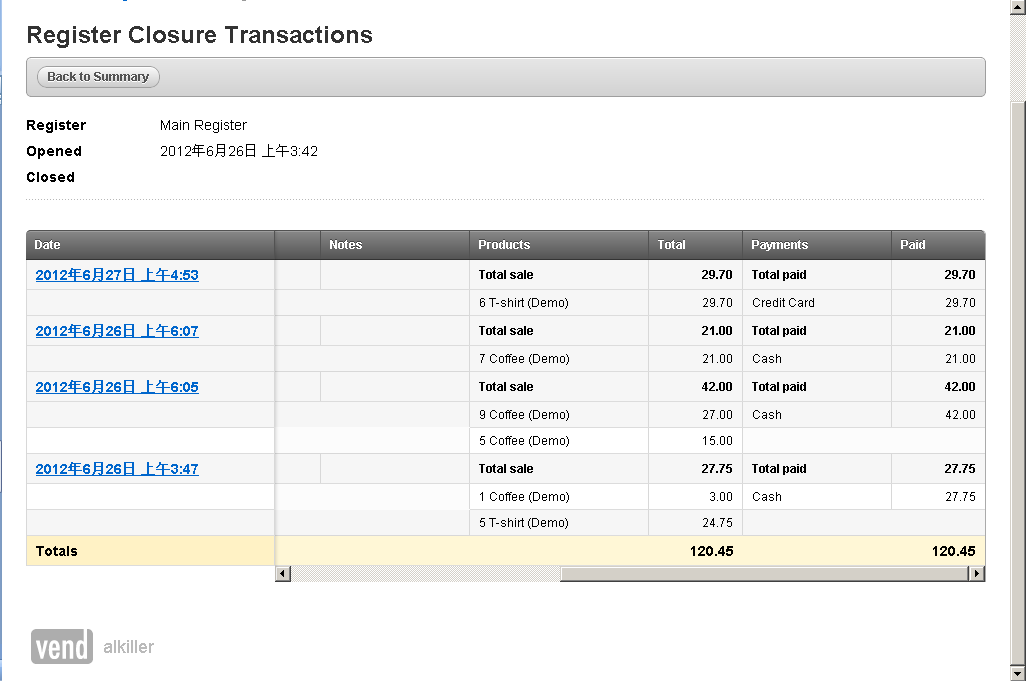 Register Closure Transactions
Back to Summary
Register Main Register
Opened 2012年6月26日 上午3:42
Closed
Date Notes Products Total Payments Paid
2012年6月27日 上午4:53 Total sale 29.70 Total paid 29.70
6 T-shirt (Demo) 29.70 Credit Card 29.70
2012年6月26日 上午6:07 Total sale 21.00 Total paid 21.00
7 Coffee (Demo) 21.00 Cash 21.00
2012年6月26日 上午6:05 Total sale 42.00 Total paid 42.00
9 Coffee (Demo) 27.00 Cash 42.00
5 Coffee (Demo) 15.00
2012年6月26日 上午3:47 Total sale 27.75 Total paid 27.75
1 Coffee (Demo) 3.00 Cash 27.75
5 T-shirt (Demo) 24.75
Totals 120.45 120.45
vend alkiller